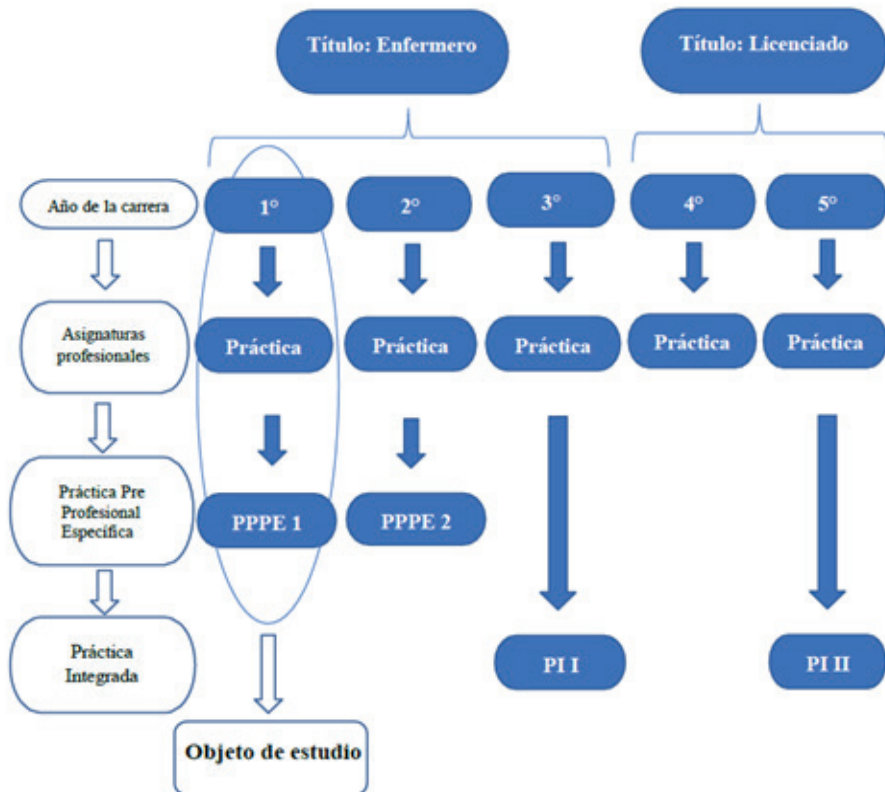 Título: Enfermero
Título: Licenciado
Año de la carrera
1°
2°
3°
4°
5°
Asignaturas
profesionales
Práctica
Práctica
Práctica
Práctica
Práctica
Práctica Pre
Profesional
Específica
PPPE 1
PPPE 2
Práctica
Integrada
PI I
PI II
Objeto de estudio